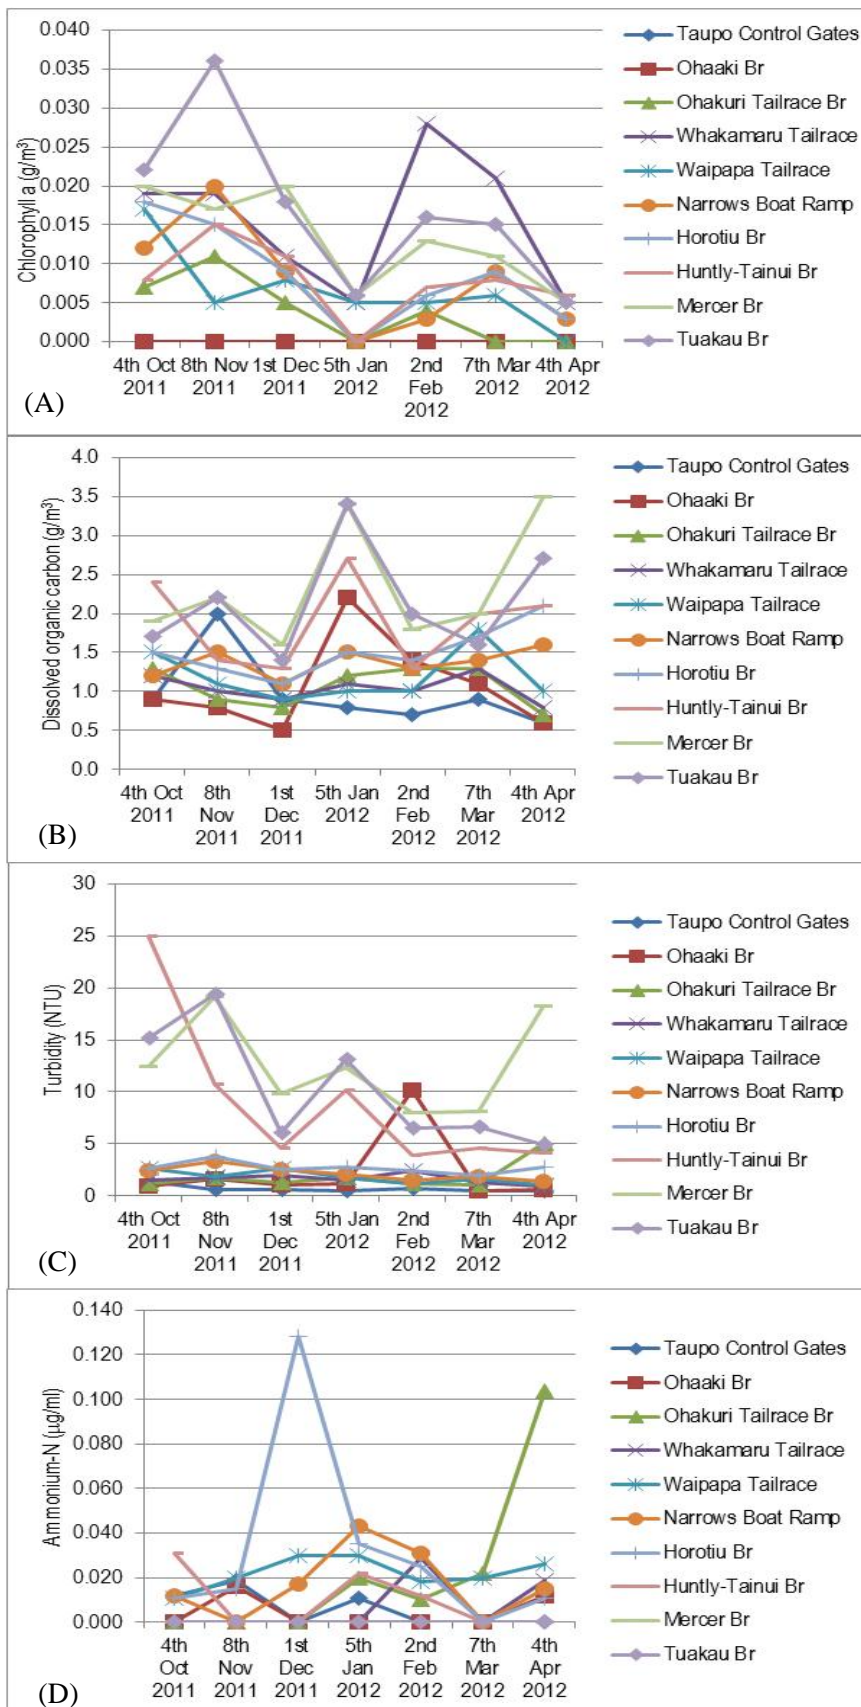 0.040
0.035
0.030
0.025
0.020
0.015
0.010
0.005
0.000
Chlorophyll a (g/m³)
4th Oct 8th Nov 1st Dec 5th Jan 2nd 7th Mar 4th Apr
2011 2011 2011 2012 Feb 2012 2012
2012
Taupo Control Gates
Ohaaki Br
Ohakuri Tailrace Br
Whakamaru Tailrace
Waipapa Tailrace
Narrows Boat Ramp
Horotiu Br
Huntly-Tainui Br
Mercer Br
Tuakau Br
(A)
4.0
3.5
3.0
2.5
2.0
1.5
1.0
0.5
0.0
Dissolved organic carbon (g/m³)
4th Oct 8th 1st 5th Jan 2nd 7th 4th Apr
2011 Nov Dec 2012 Feb Mar 2012
2011 2011 2012 2012
Taupo Control Gates
Ohaaki Br
Ohakuri Tailrace Br
Whakamaru Tailrace
Waipapa Tailrace
Narrows Boat Ramp
Horotiu Br
Huntly-Tainui Br
Mercer Br
Tuakau Br
(B)
30
25
20
15
10
5
0
Turbidity (NTU)
4th Oct 8th 1st 5th Jan 2nd 7th 4th Apr
2011 Nov Dec 2012 Feb Mar 2012
2011 2011 2012 2012
Taupo Control Gates
Ohaaki Br
Ohakuri Tailrace Br
Whakamaru Tailrace
Waipapa Tailrace
Narrows Boat Ramp
Horotiu Br
Huntly-Tainui Br
Mercer Br
Tuakau Br
(C)
0.140
0.120
0.100
0.080
0.060
0.040
0.020
0.000
Ammonium-N (µg/ml)
4th 8th 1st 5th 2nd 7th 4th
Oct Nov Dec Jan Feb Mar Apr
2011 2011 2011 2012 2012 2012 2012
Taupo Control Gates
Ohaaki Br
Ohakuri Tailrace Br
Whakamaru Tailrace
Waipapa Tailrace
Narrows Boat Ramp
Horotiu Br
Huntly-Tainui Br
Mercer Br
Tuakau Br
(D)